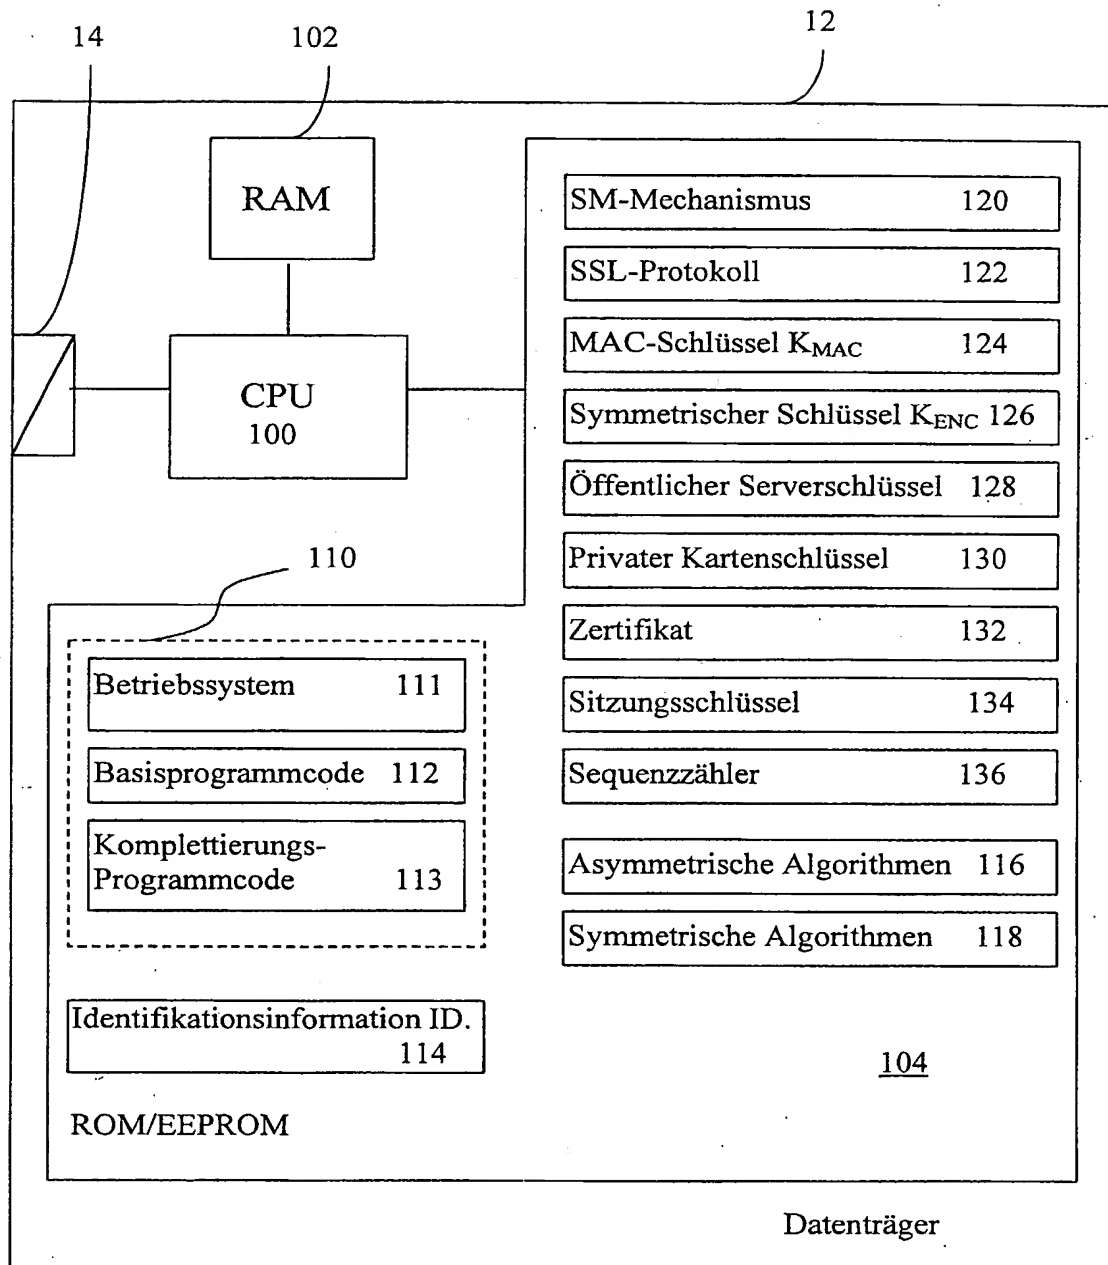 14
102
12
RAM
CPU
100
SM-Mechanismus 120
SSL-Protokoll 122
MAC-Schlüssel KMAC 124
Symmetrischer Schlüssel KENC 126
Öffentlicher Serverschlüssel 128
Privater Kartenschlüssel 130
Zertifikat 132
Sitzungsschlüssel 134
Sequenzzähler 136
Asymmetrische Algorithmen 116
Symmetrische Algorithmen 118
110
Betriebssystem 111
Basisprogrammcode 112
Komplettierungs-
Programmcode 113
Identifikationsinformation ID.
114
104
ROM/EEPROM
Datenträger